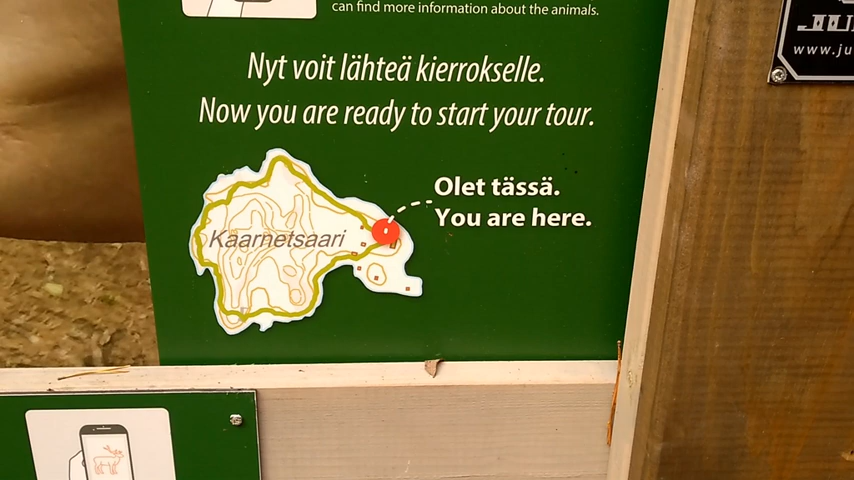 can find more information about the animals.
Nyt voit lähteä kierrokselle.
Now you are ready to start your tour.
Olet tässä.
You are here.
Kaarnetsaari
www.ju